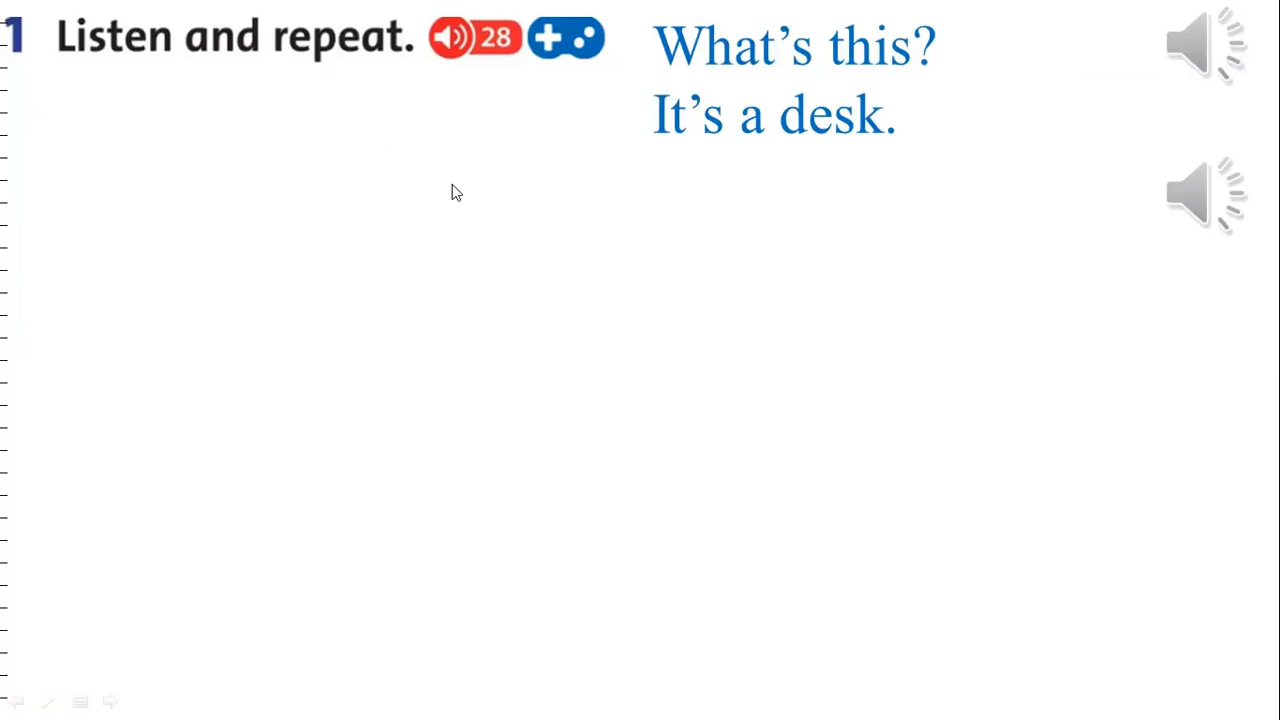 1 Listen and repeat. 28
What's this?
It's a desk.